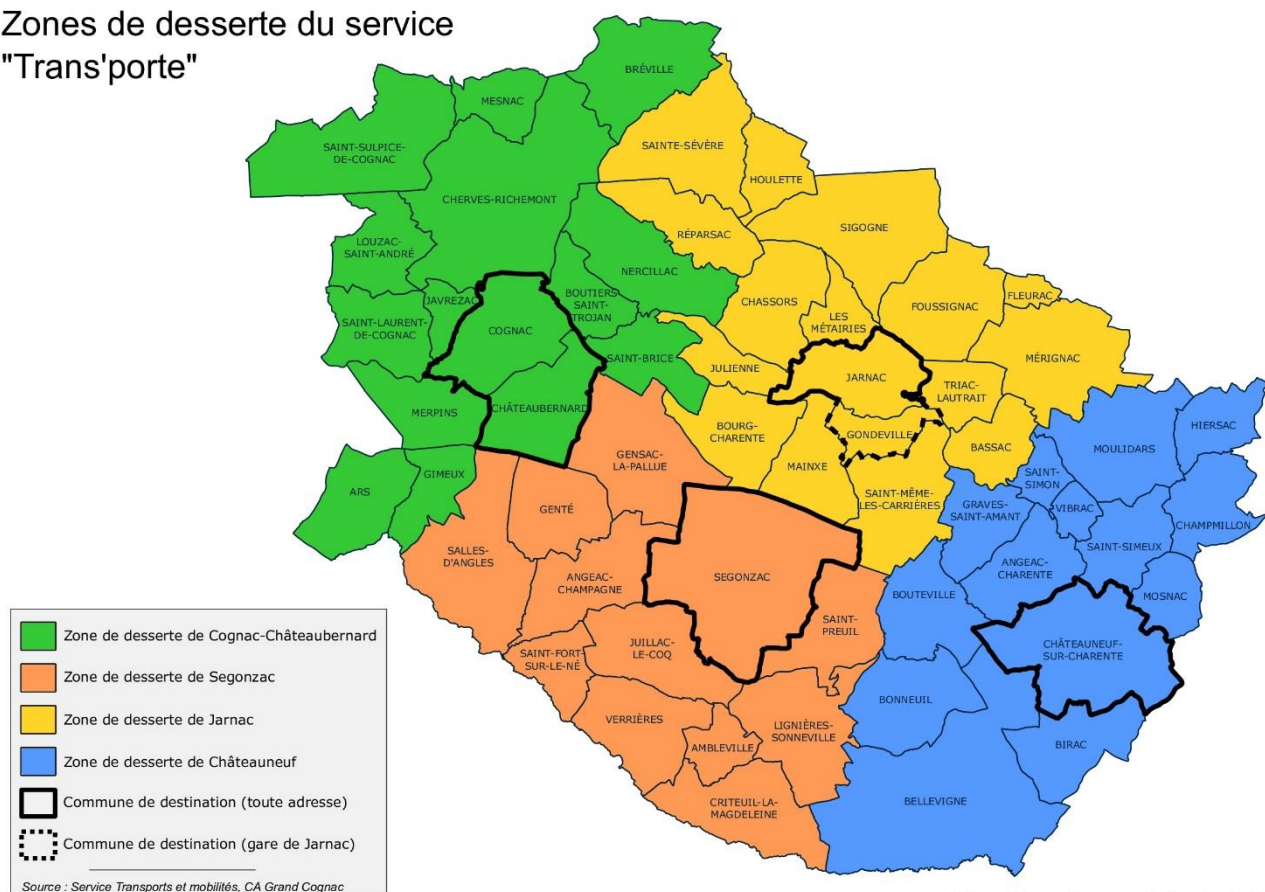 Zones de desserte du service
"Trans'porte"
BRÉVILLE
MESNAC
SAINT-SULPICE-
DE-COGNAC
SAINTE-SÉVÈRE
HOULETTE
CHERVES-RICHEMONT
RÉPARSAC
SIGOGNE
LOUZAC-
SAINT-ANDRÉ
NERCILLAC
JAVREZAC
BOUTIERS
SAINT-
TROJAN
CHASSORS
FOUSSIGNAC
FLEURAC
SAINT-LAURENT-
DE-COGNAC
COGNAC
LES
MÉTAIRIES
SAINT-BRICE
JULIENNE
JARNAC
MÉRIGNAC
TRIAC-
LAUTRAIT
MERPINS
CHÂTEAUBERNARD
BOURG-
CHARENTE
GONDEVILLE
BASSAC
MOULIDARS
HIERSAC
GENSAC-
LA-PALLUE
MAINXE
GIMEUX
ARS
SAINT-
SIMON
SAINT-MÊME-
LES-CARRIÈRES
GRAVES-
SAINT-AMANT
VIBRAC
CHAMPMILLON
GENTÉ
SAINT-SIMEUX
SALLES-
D'ANGLES
ANGEAC-
CHAMPAGNE
SEGONZAC
ANGEAC-
CHARENTE
BOUTEVILLE
MOSNAC
SAINT-
PREUIL
JUILLAC-
LE-COQ
SAINT-FORT-
SUR-LE-NÉ
CHÂTEAUNEUF-
SUR-CHARENTE
BONNEUIL
VERRIÈRES
LIGNIÈRES-
SONNEVILLE
AMBLEVILLE
BIRAC
CRITEUIL-LA-
MAGDELEINE
BELLEVIGNE
Zone de desserte de Cognac-Châteaubernard
Zone de desserte de Segonzac
Zone de desserte de Jarnac
Zone de desserte de Châteauneuf
Commune de destination (toute adresse)
Commune de destination (gare de Jarnac)
Source : Service Transports et mobilités, CA Grand Cognac